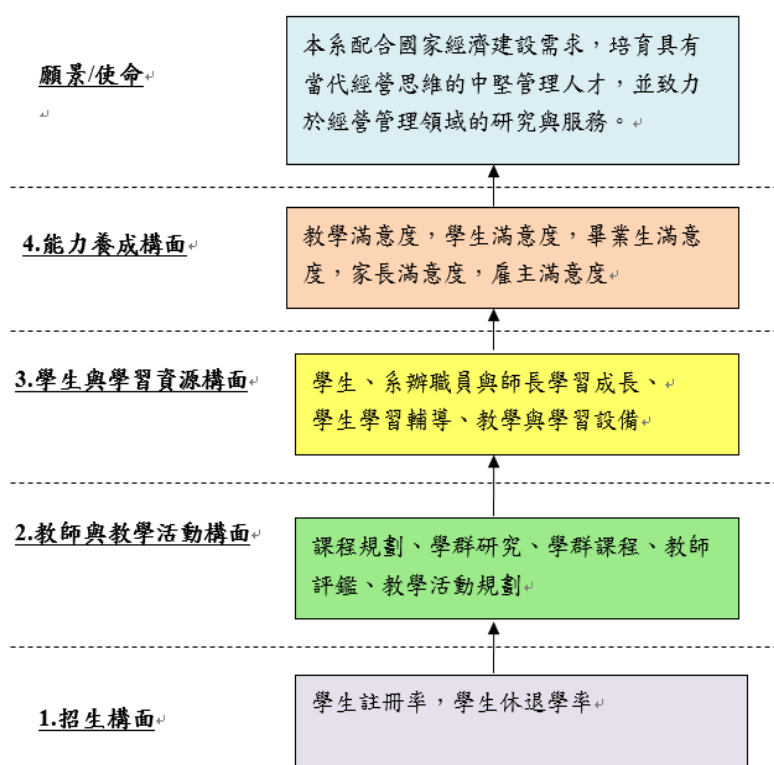 願景/使命
本系配合國家經濟建設需求，培育具有
當代經營思維的中堅管理人才，並致力
於經營管理領域的研究與服務。
4.能力養成構面
教學滿意度，學生滿意度，畢業生滿意
度，家長滿意度，雇主滿意度
3.學生與學習資源構面
學生、系辦職員與師長學習成長、
學生學習輔導、教學與學習設備
2.教師與教學活動構面
課程規劃、學群研究、學群課程、教師
評鑑、教學活動規劃
1.招生構面
學生註冊率，學生休退學率